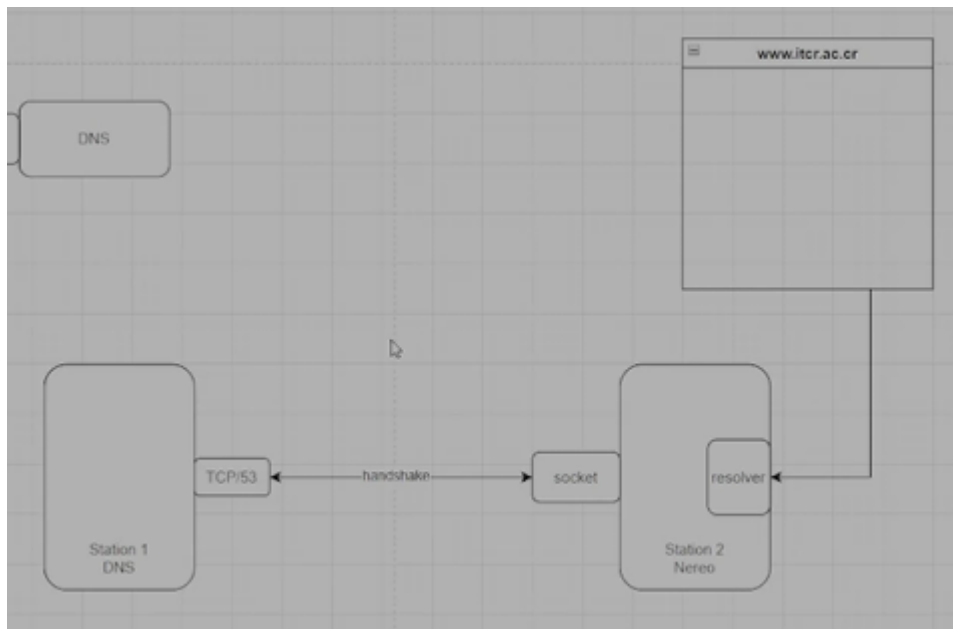 www.itcr.ac.cr
DNS
TCP/53
handshake
socket
resolver
Station 1
DNS
Station 2
Nereo